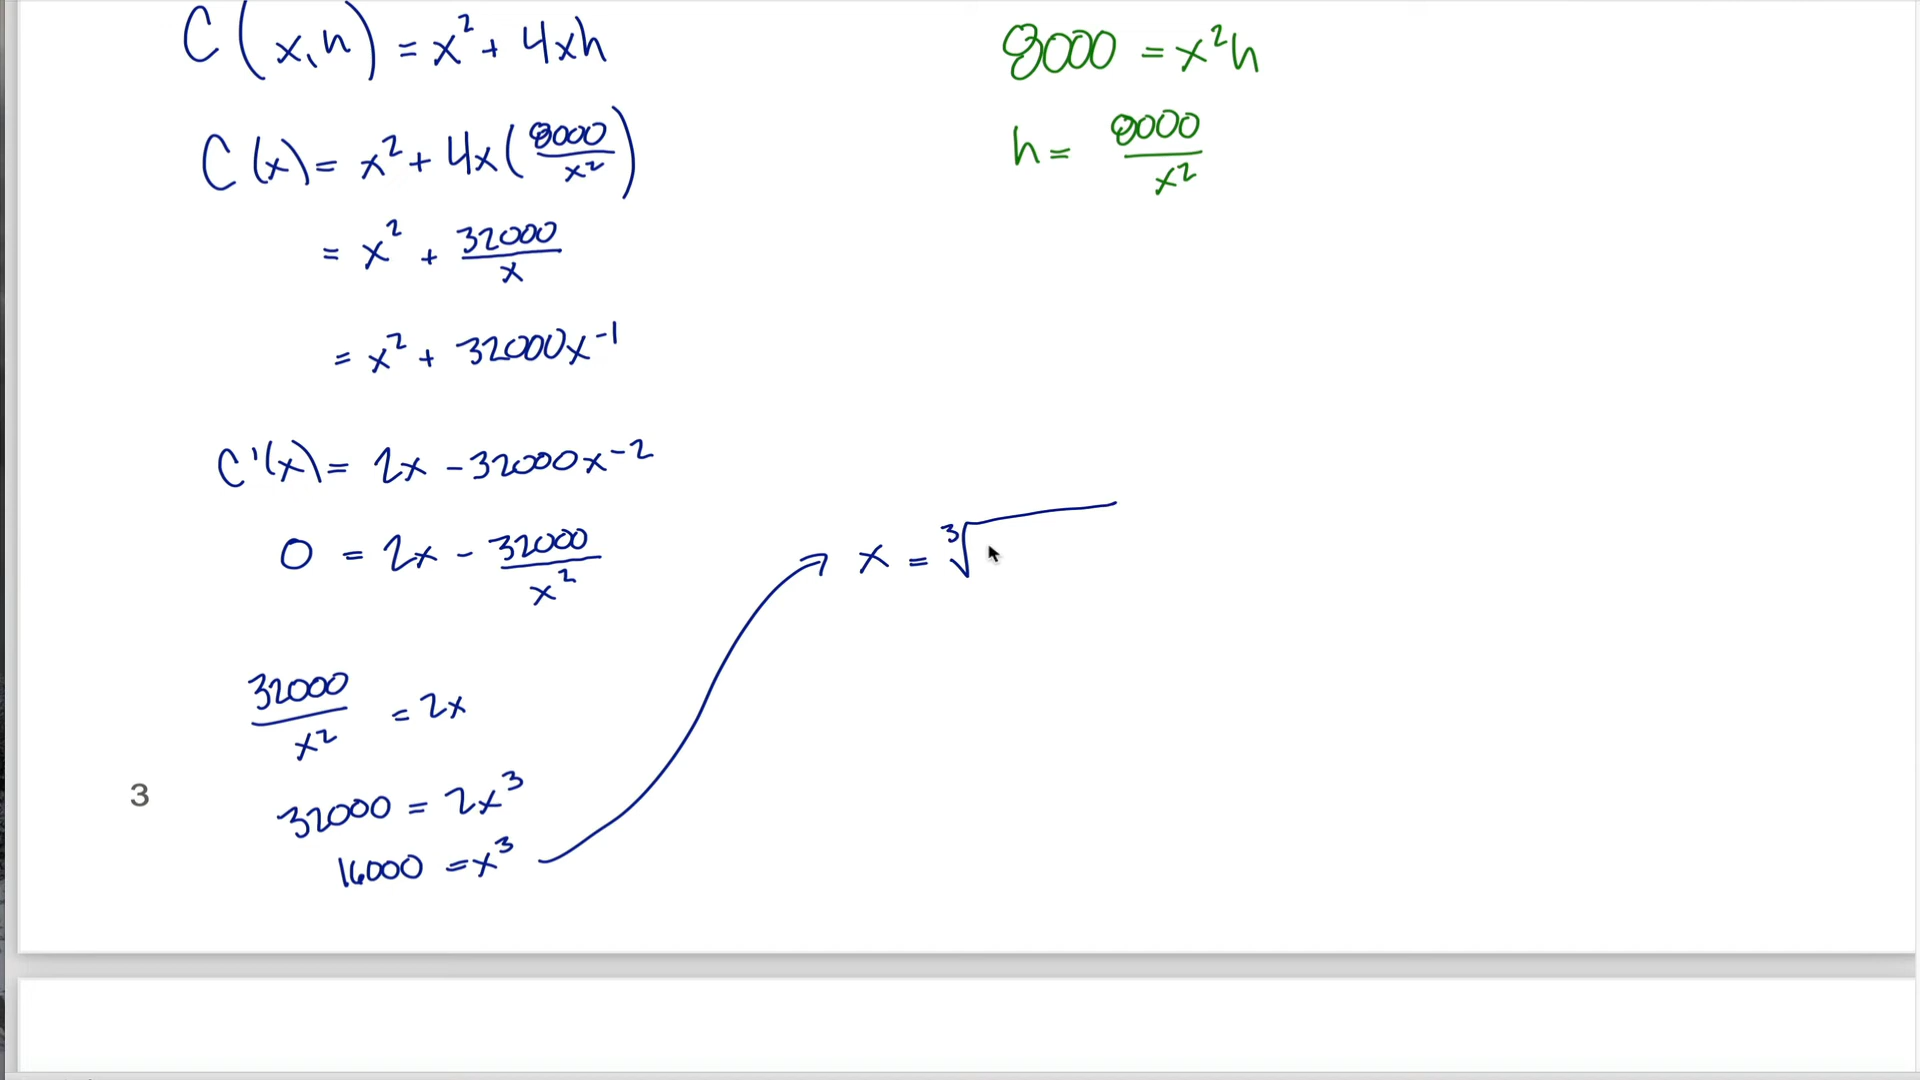 C(x,h) = x² + 4xh
C(x) = x² + 4x(8000/x²)
= x² + 32000/x
= x² + 32000x⁻¹
C'(x) = 2x - 32000x⁻²
0 = 2x - 32000/x²
32000/x² = 2x
32000 = 2x³
16000 = x³
3
8000 = x²h
h = 8000/x²
x = ∛